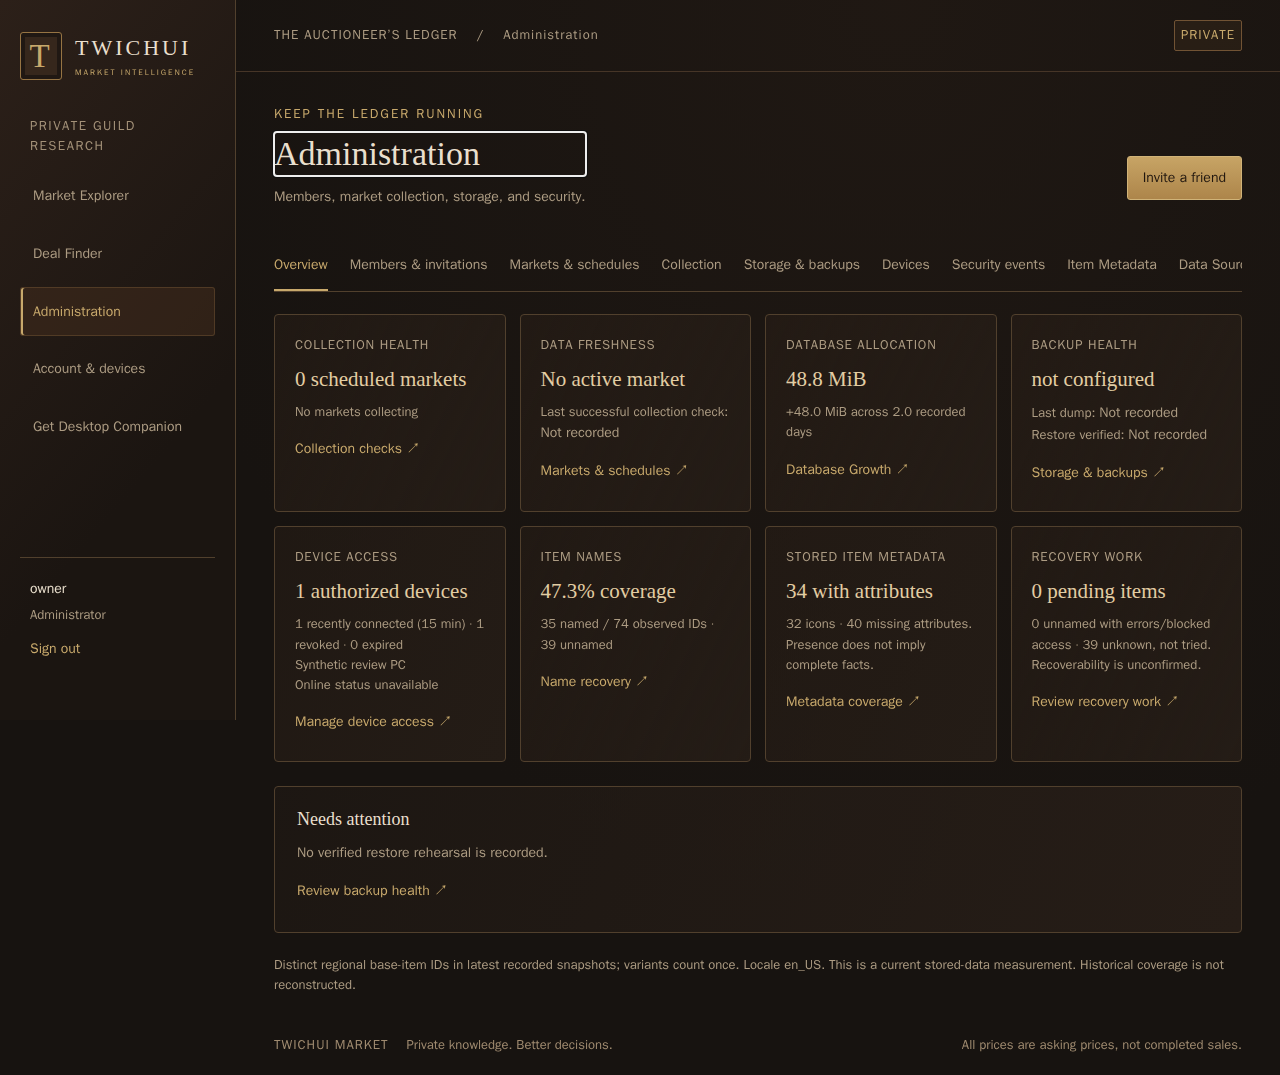 T
TWICHUI
MARKET INTELLIGENCE
PRIVATE GUILD
RESEARCH
Market Explorer
Deal Finder
Administration
Account & devices
Get Desktop Companion
owner
Administrator
Sign out
THE AUCTIONEER'S LEDGER / Administration
PRIVATE
KEEP THE LEDGER RUNNING
Administration
Members, market collection, storage, and security.
Invite a friend
Overview Members & invitations Markets & schedules Collection Storage & backups Devices Security events Item Metadata Data Sour
COLLECTION HEALTH
0 scheduled markets
No markets collecting
Collection checks ↗
DATA FRESHNESS
No active market
Last successful collection check:
Not recorded
Markets & schedules ↗
DATABASE ALLOCATION
48.8 MiB
+48.0 MiB across 2.0 recorded
days
Database Growth ↗
BACKUP HEALTH
not configured
Last dump: Not recorded
Restore verified: Not recorded
Storage & backups ↗
DEVICE ACCESS
1 authorized devices
1 recently connected (15 min) · 1
revoked · 0 expired
Synthetic review PC
Online status unavailable
Manage device access ↗
ITEM NAMES
47.3% coverage
35 named / 74 observed IDs ·
39 unnamed
Name recovery ↗
STORED ITEM METADATA
34 with attributes
32 icons · 40 missing attributes.
Presence does not imply
complete facts.
Metadata coverage ↗
RECOVERY WORK
0 pending items
0 unnamed with errors/blocked
access · 39 unknown, not tried.
Recoverability is unconfirmed.
Review recovery work ↗
Needs attention
No verified restore rehearsal is recorded.
Review backup health ↗
Distinct regional base-item IDs in latest recorded snapshots; variants count once. Locale en_US. This is a current stored-data measurement. Historical coverage is not
reconstructed.
TWICHUI MARKET Private knowledge. Better decisions.
All prices are asking prices, not completed sales.